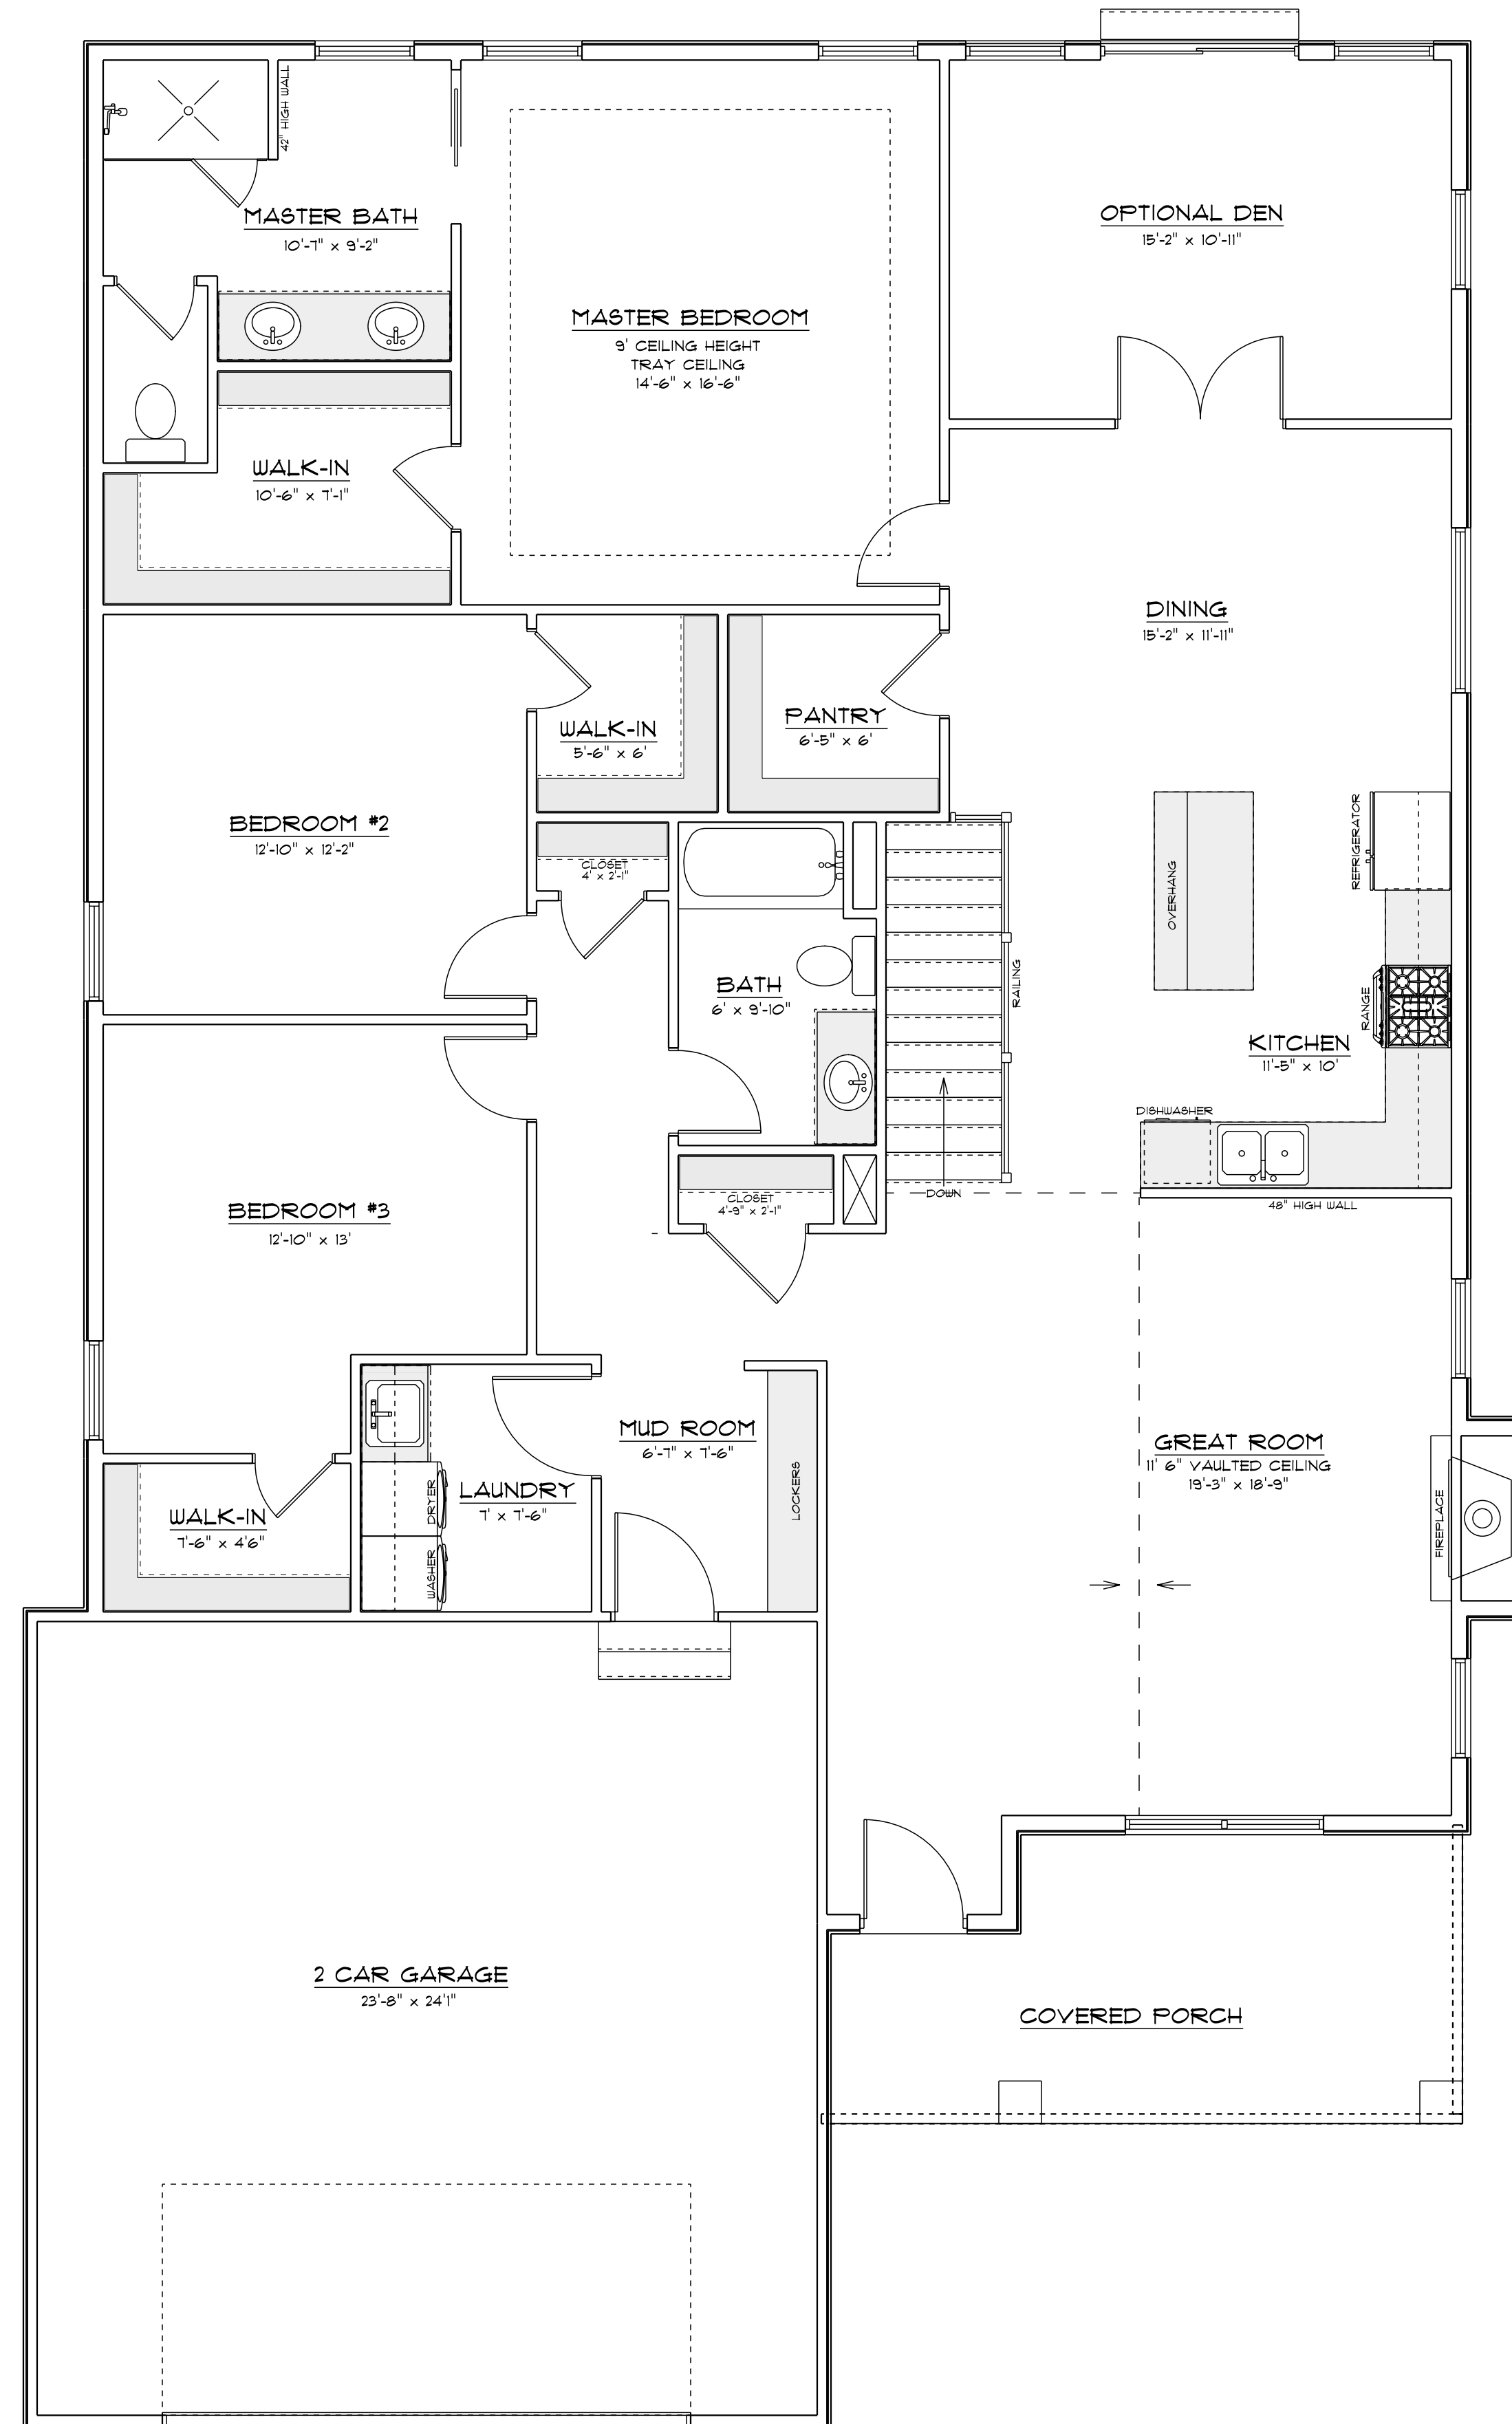 42" HIGH WALL
MASTER BATH
10'-7" x 9'-2"
OPTIONAL DEN
15'-2" x 10'-11"
MASTER BEDROOM
9' CEILING HEIGHT
TRAY CEILING
14'-6" x 16'-6"
WALK-IN
10'-6" x 7'-1"
DINING
15'-2" x 11'-11"
WALK-IN
5'-6" x 6'
PANTRY
6'-5" x 6'
BEDROOM #2
12'-10" x 12'-2"
CLOSET
4' x 2'-1"
OVERHANG
REFRIGERATOR
BATH
6' x 9'-10"
RAILING
RANGE
KITCHEN
11'-5" x 10'
DISHWASHER
BEDROOM #3
12'-10" x 13'
CLOSET
4'-9" x 2'-1"
DOWN
48" HIGH WALL
MUD ROOM
6'-7" x 7'-6"
GREAT ROOM
11' 6" VAULTED CEILING
19'-3" x 18'-9"
LOCKERS
FIREPLACE
WALK-IN
7'-6" x 4'6"
LAUNDRY
7' x 7'-6"
DRYER
WASHER
2 CAR GARAGE
23'-8" x 24'1"
COVERED PORCH